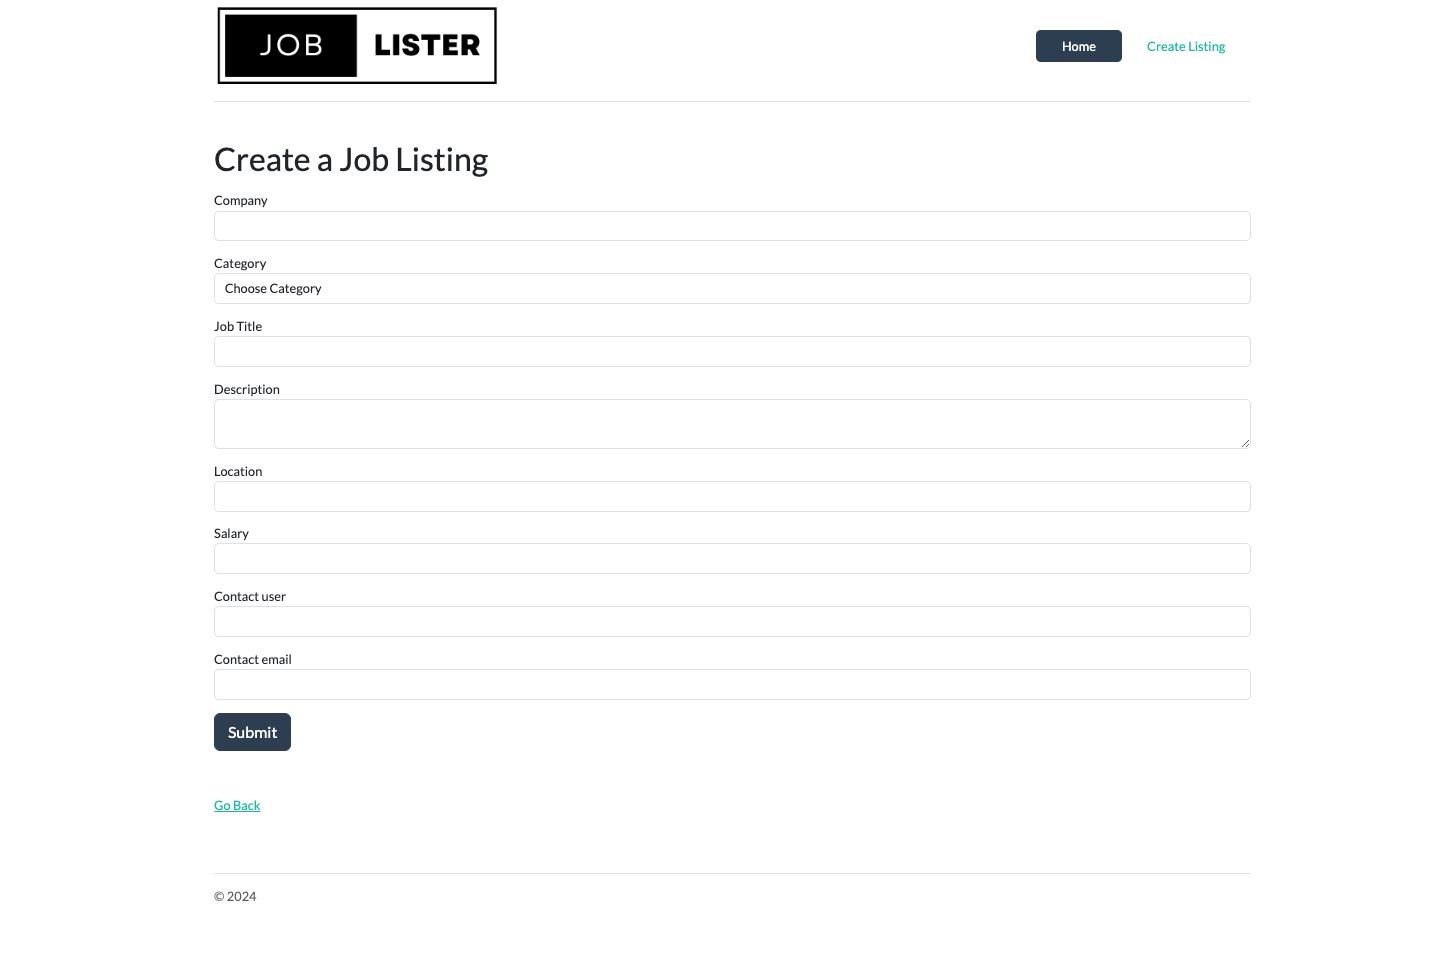 JOB LISTER
Home Create Listing
Create a Job Listing
Company
Category
Choose Category
Job Title
Description
Location
Salary
Contact user
Contact email
Submit
Go Back
© 2024